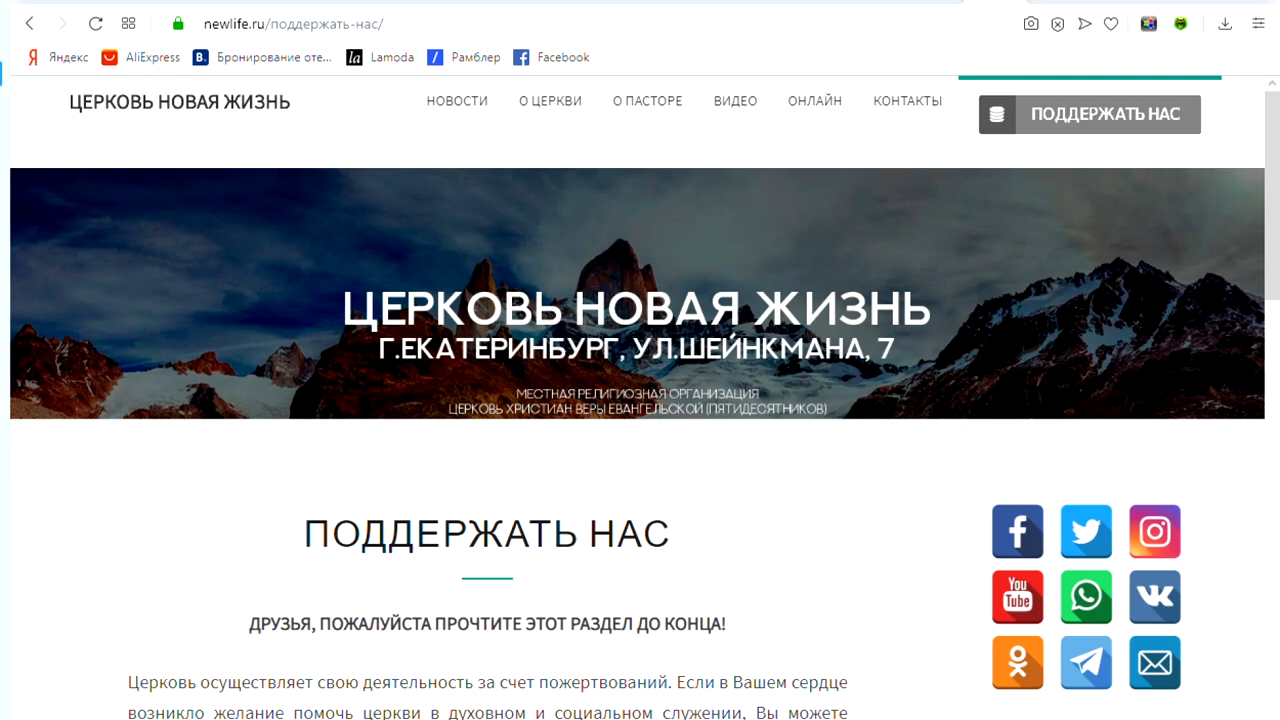 newlife.ru/поддержать-нас/
Яндекс AliExpress Бронирование оте... Lamoda Рамблер Facebook
ЦЕРКОВЬ НОВАЯ ЖИЗНЬ
НОВОСТИ О ЦЕРКВИ О ПАСТОРЕ ВИДЕО ОНЛАЙН КОНТАКТЫ
ПОДДЕРЖАТЬ НАС
ЦЕРКОВЬ НОВАЯ ЖИЗНЬ
Г.ЕКАТЕРИНБУРГ, УЛ.ШЕЙНКМАНА, 7
МЕСТНАЯ РЕЛИГИОЗНАЯ ОРГАНИЗАЦИЯ
ЦЕРКОВЬ ХРИСТИАН ВЕРЫ ЕВАНГЕЛЬСКОЙ (ПЯТИДЕСЯТНИКОВ)
ПОДДЕРЖАТЬ НАС
ДРУЗЬЯ, ПОЖАЛУЙСТА ПРОЧТИТЕ ЭТОТ РАЗДЕЛ ДО КОНЦА!
Церковь осуществляет свою деятельность за счет пожертвований. Если в Вашем сердце
возникло желание помочь церкви в духовном и социальном служении, Вы можете
You Tube